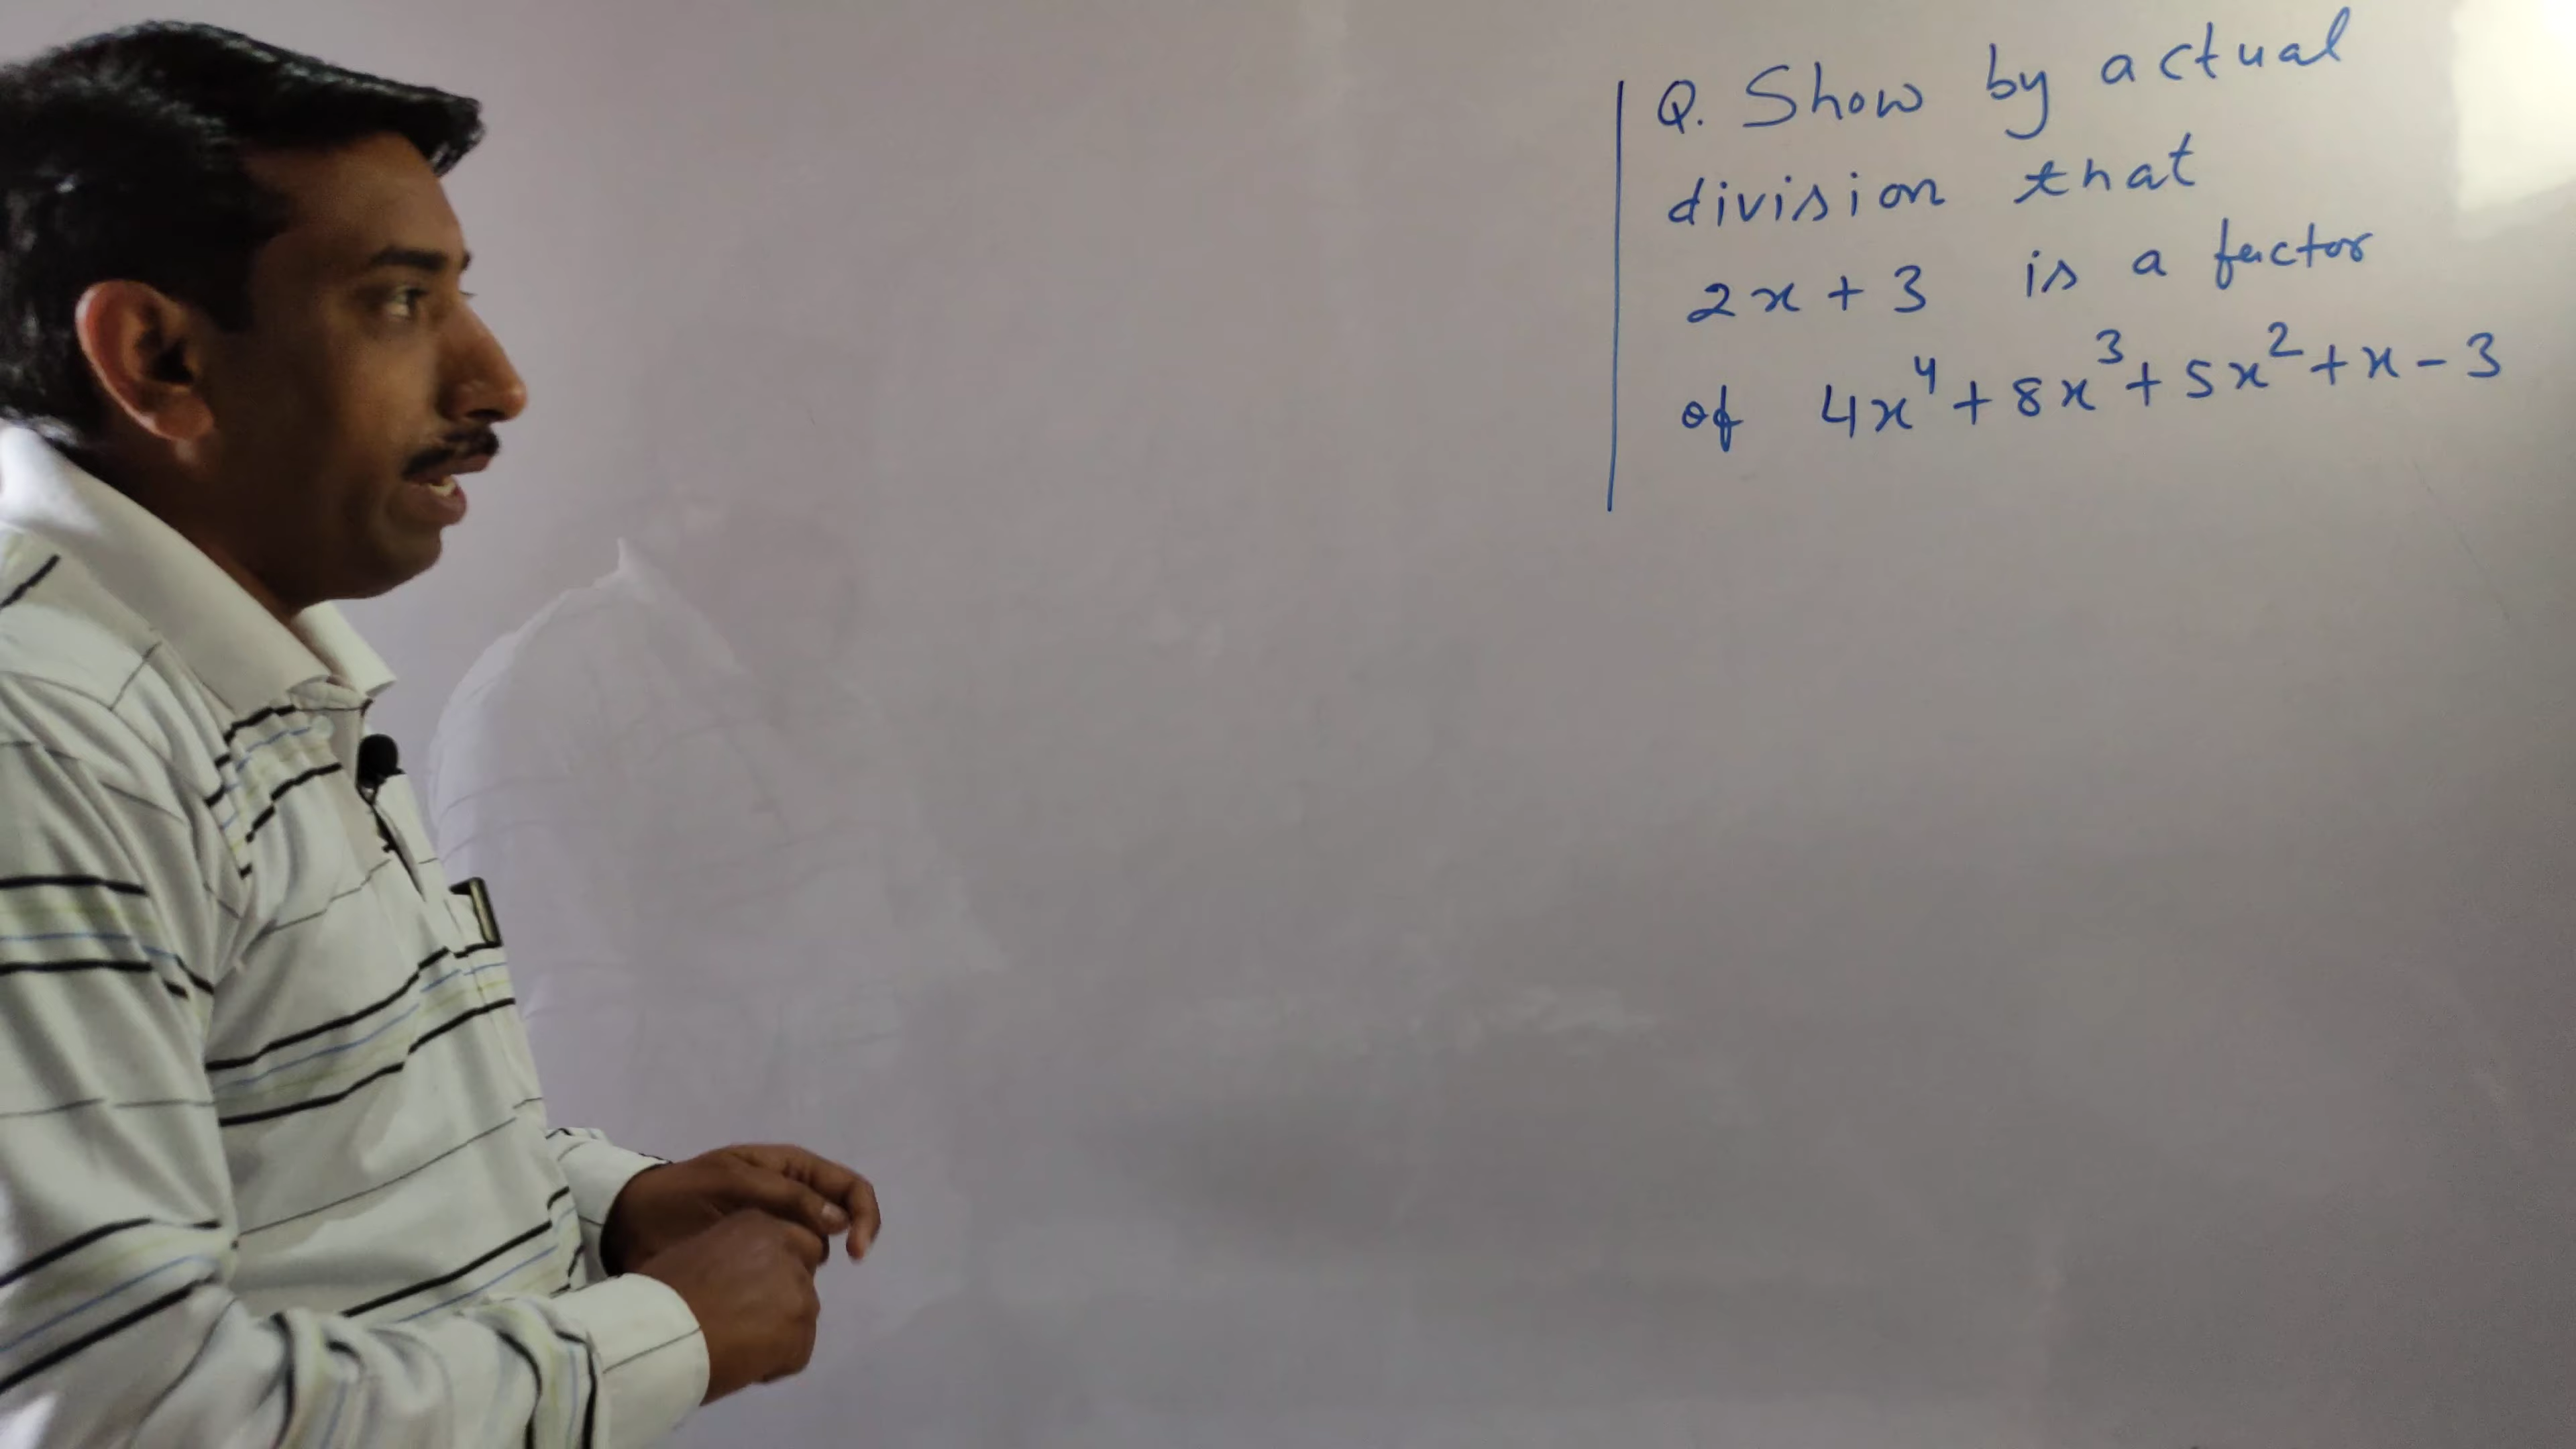 Q. Show by actual
division that
2x + 3 is a factor
of 4x⁴ + 8x³ + 5x² + x - 3